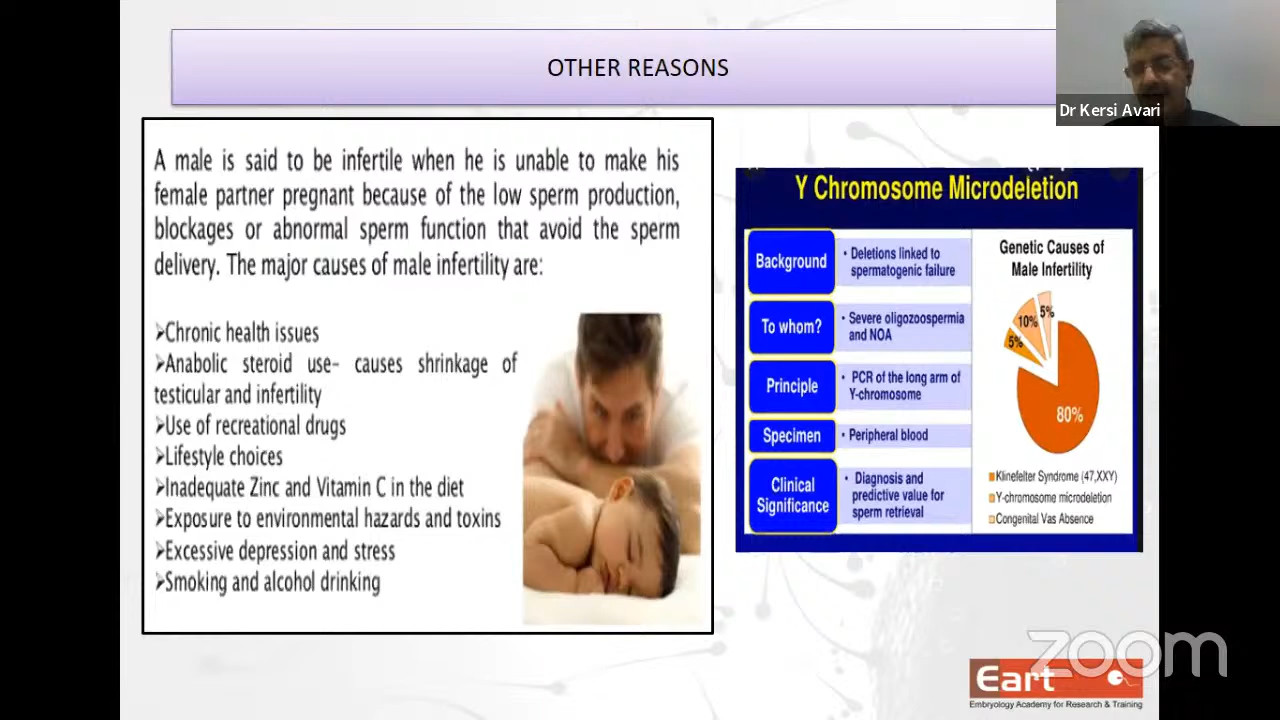 OTHER REASONS
Dr Kersi Avari
A male is said to be infertile when he is unable to make his
female partner pregnant because of the low sperm production,
blockages or abnormal sperm function that avoid the sperm
delivery. The major causes of male infertility are:
➢Chronic health issues
➢Anabolic steroid use- causes shrinkage of
testicular and infertility
➢Use of recreational drugs
➢Lifestyle choices
➢Inadequate Zinc and Vitamin C in the diet
➢Exposure to environmental hazards and toxins
➢Excessive depression and stress
➢Smoking and alcohol drinking
Y Chromosome Microdeletion
Background
• Deletions linked to
spermatogenic failure
To whom?
• Severe oligozoospermia
and NOA
Principle
• PCR of the long arm of
Y-chromosome
Specimen
• Peripheral blood
Clinical
Significance
• Diagnosis and
predictive value for
sperm retrieval
Genetic Causes of
Male Infertility
5%
10%
5%
80%
Klinefelter Syndrome (47,XXY)
Y-chromosome microdeletion
Congenital Vas Absence
zoom
Eart
Embryology Academy for Research & Training